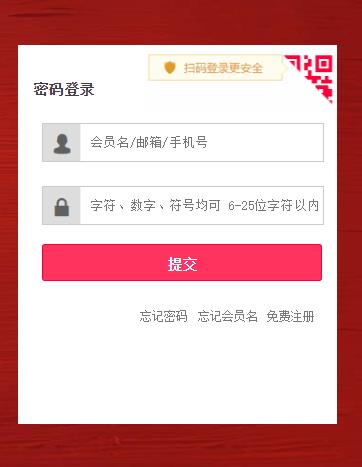 扫码登录更安全
密码登录
会员名/邮箱/手机号
字符、数字、符号均可 6-25位字符以内
提交
忘记密码 忘记会员名 免费注册